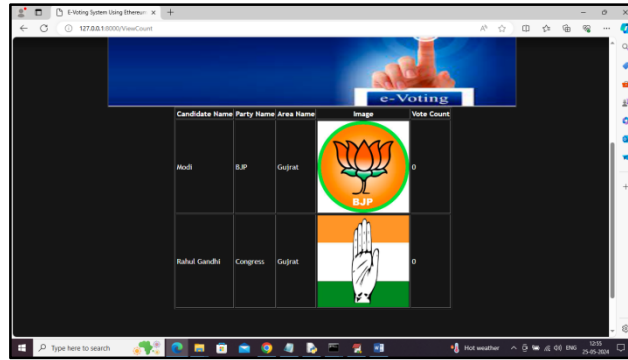 E-Voting System Using Ethereum
127.0.0.1:8000/ViewCount
e-Voting
Candidate Name Party Name Area Name Image Vote Count
Modi BJP Gujrat 0
BJP
Rahul Gandhi Congress Gujrat 0
Type here to search
Hot weather ENG 12:55
25-05-2024